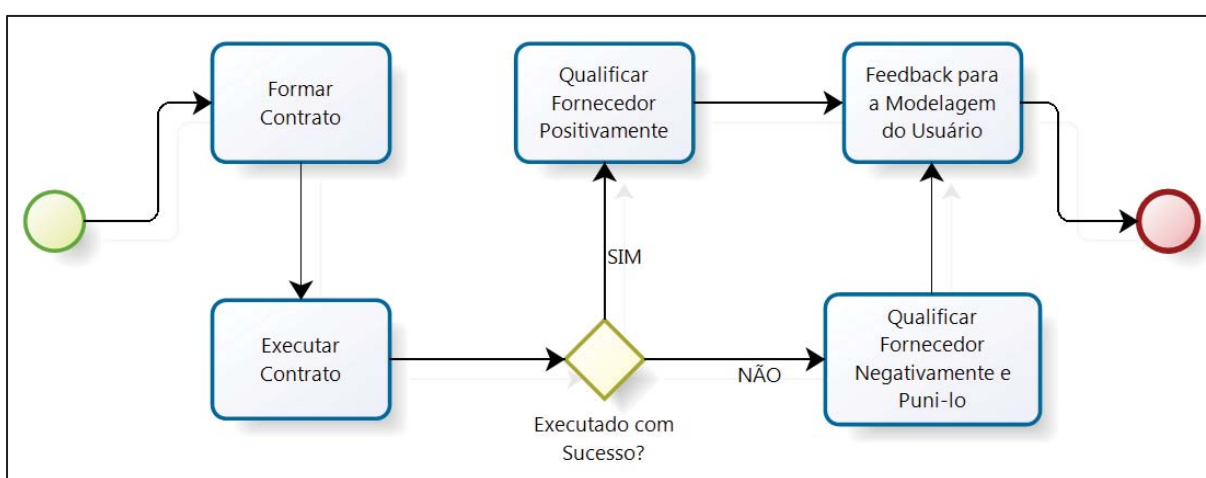 Formar
Contrato
Executar
Contrato
Executado com
Sucesso?
SIM
Qualificar
Fornecedor
Positivamente
NÃO
Qualificar
Fornecedor
Negativamente e
Puni-lo
Feedback para
a Modelagem
do Usuário